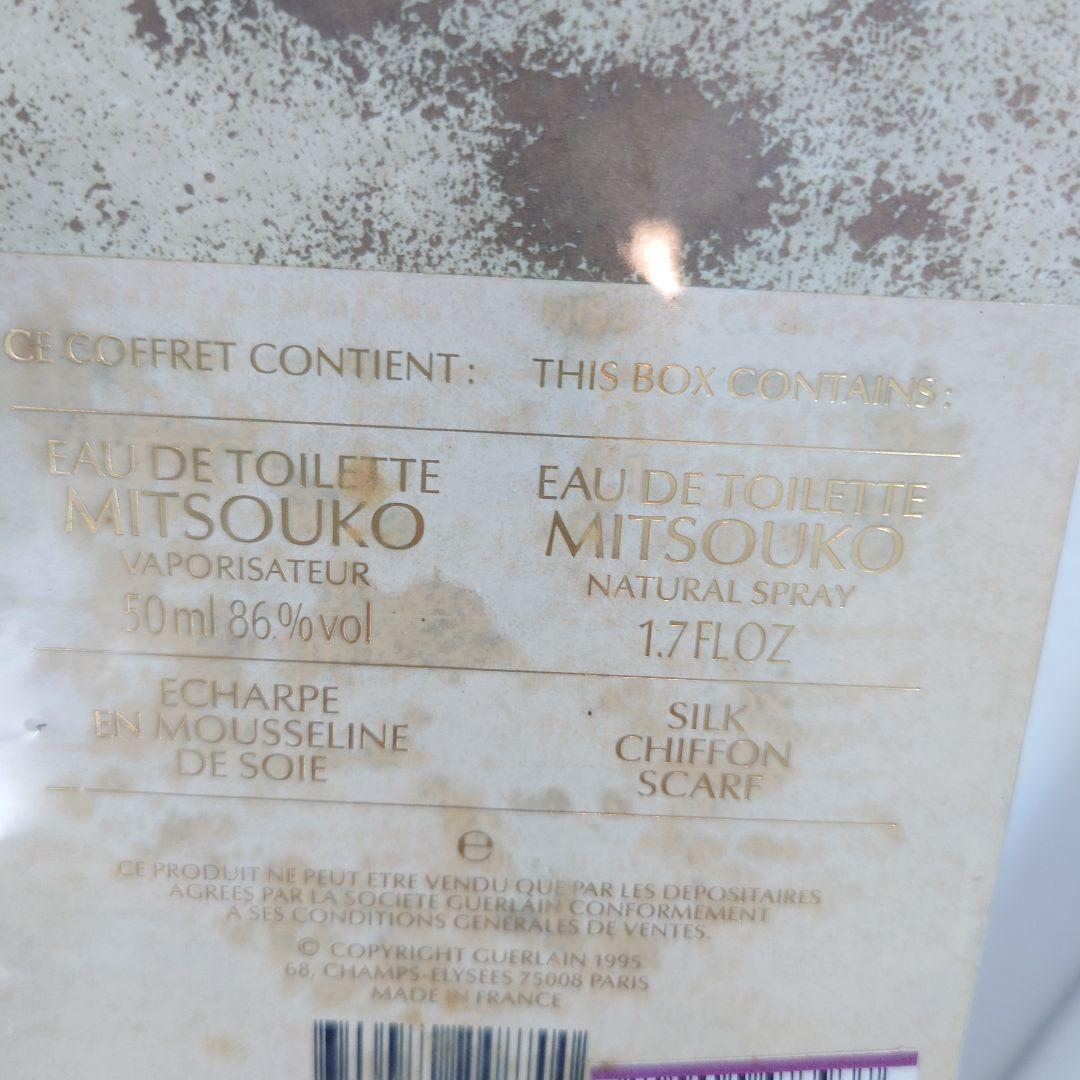 CE COFFRET CONTIENT :
EAU DE TOILETTE
MITSOUKO
VAPORISATEUR
50 ml 86.% vol
ECHARPE
EN MOUSSELINE
DE SOIE
THIS BOX CONTAINS :
EAU DE TOILETTE
MITSOUKO
NATURAL SPRAY
1.7 FL OZ
SILK
CHIFFON
SCARF
℮
CE PRODUIT NE PEUT ETRE VENDU QUE PAR LES DEPOSITAIRES
AGREES PAR LA SOCIETE GUERLAIN CONFORMEMENT
A SES CONDITIONS GENERALES DE VENTES.
© COPYRIGHT GUERLAIN 1995
68, CHAMPS-ELYSEES 75008 PARIS
MADE IN FRANCE